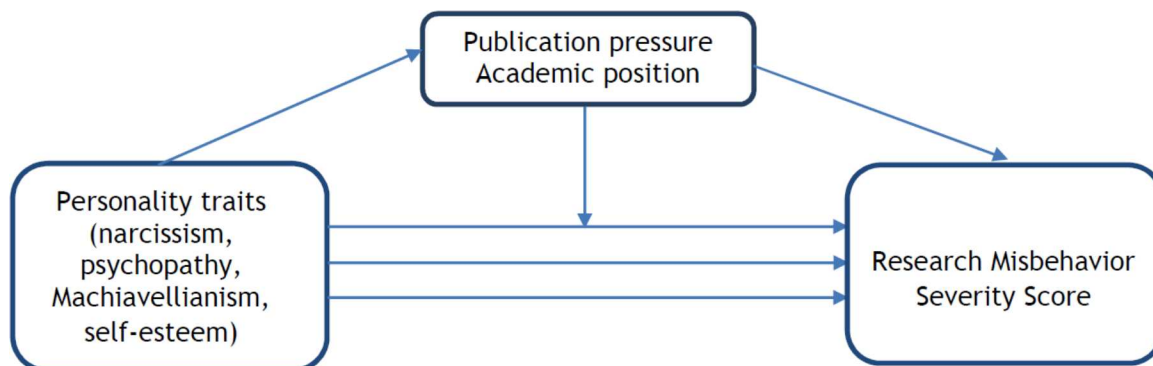 Publication pressure
Academic position
Personality traits
(narcissism,
psychopathy,
Machiavellianism,
self-esteem)
Research Misbehavior
Severity Score